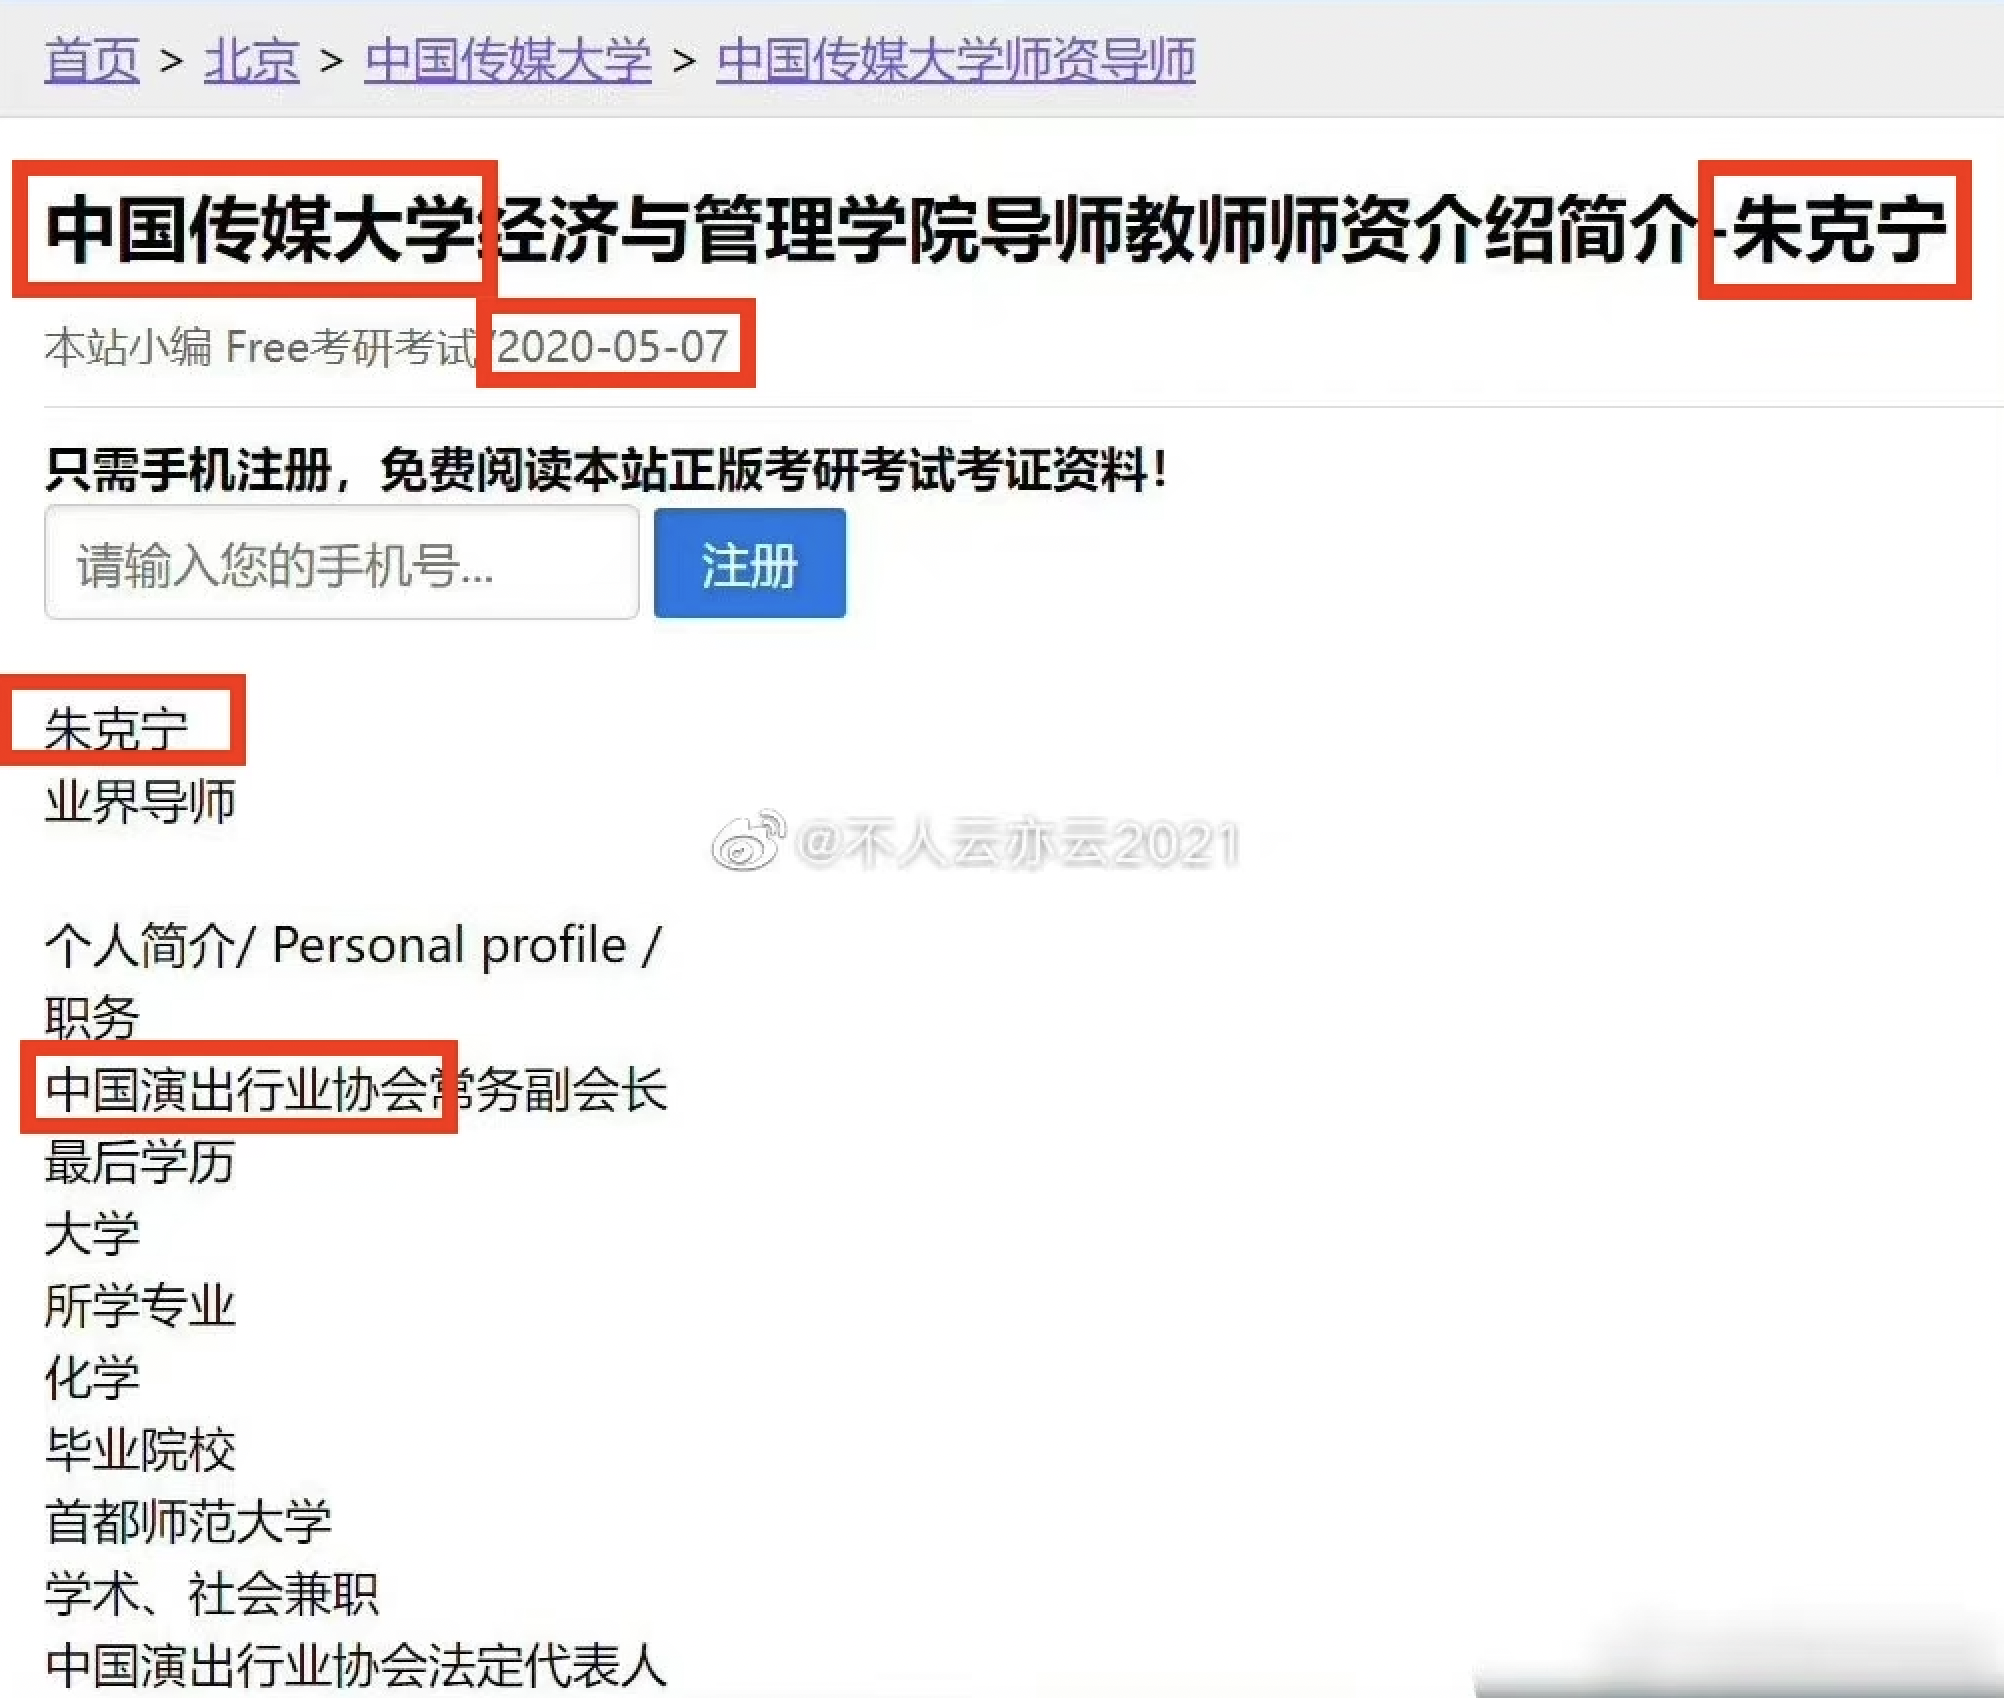 首页 > 北京 > 中国传媒大学 > 中国传媒大学师资导师
中国传媒大学经济与管理学院导师教师师资介绍简介-朱克宁
本站小编 Free考研考试/2020-05-07
只需手机注册，免费阅读本站正版考研考试考证资料！
请输入您的手机号...
注册
朱克宁
业界导师
@不人云亦云2021
个人简介/ Personal profile /
职务
中国演出行业协会常务副会长
最后学历
大学
所学专业
化学
毕业院校
首都师范大学
学术、社会兼职
中国演出行业协会法定代表人